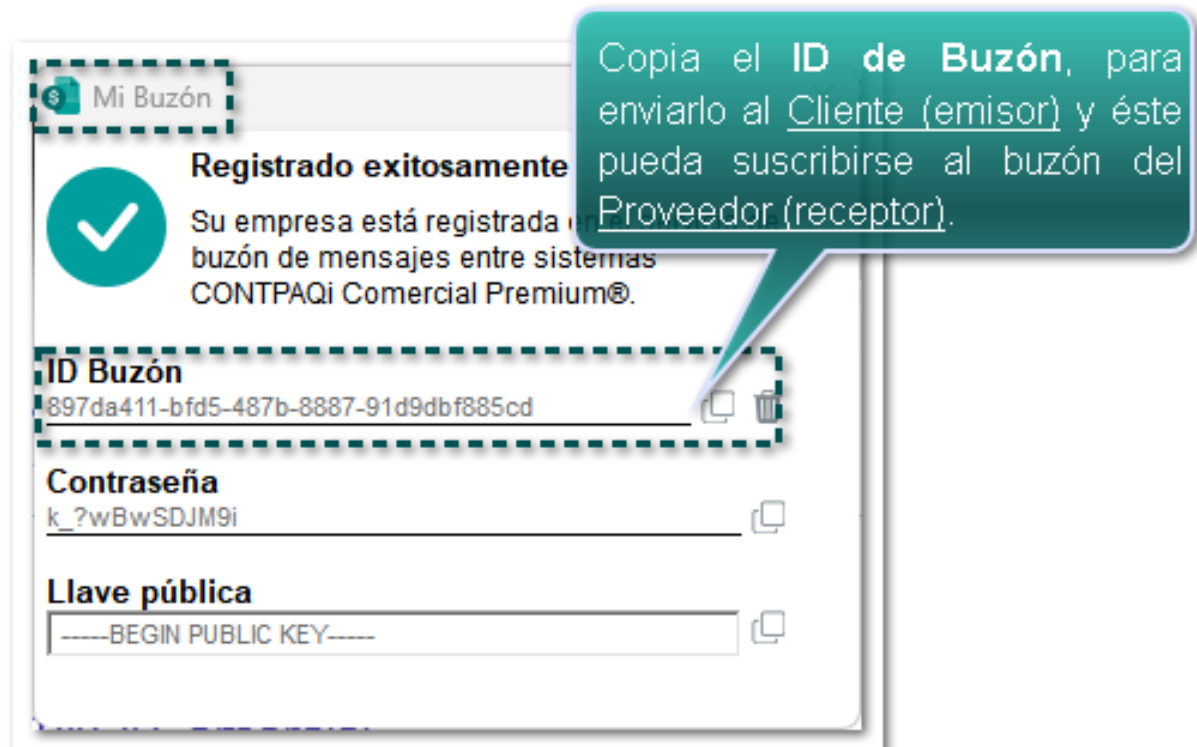 Mi Buzón
Copia el ID de Buzón, para
enviarlo al Cliente (emisor) y éste
pueda suscribirse al buzón del
Proveedor (receptor).
Registrado exitosamente
Su empresa está registrada
buzón de mensajes entre sistemas
CONTPAQi Comercial Premium®.
ID Buzón
897da411-bfd5-487b-8887-91d9dbf885cd
Contraseña
k_?wBwSDJM9i
Llave pública
-----BEGIN PUBLIC KEY-----